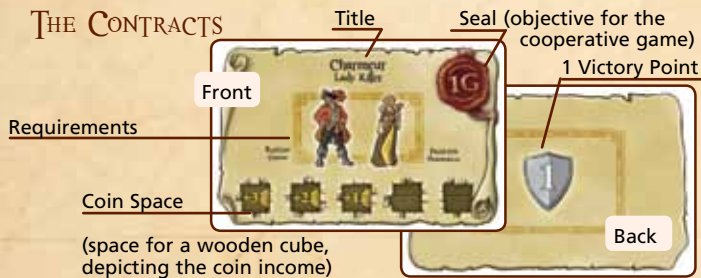 THE CONTRACTS
Title
Seal (objective for the
cooperative game)
1 Victory Point
Front
Charmeur
Lady Killer
1G
Requirements
Coin Space
(space for a wooden cube,
depicting the coin income)
1
Back